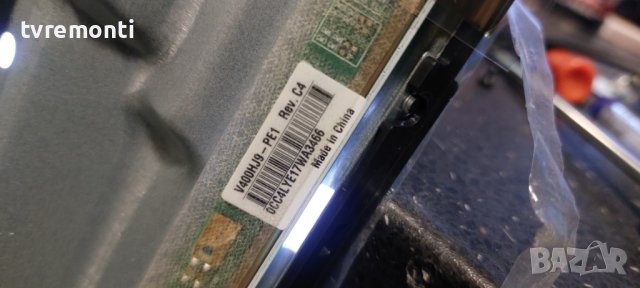 tvremonti
V400HJ9-PE1 Rev. C4
0CC4LYE17WA3466
Made in China
BAZAR